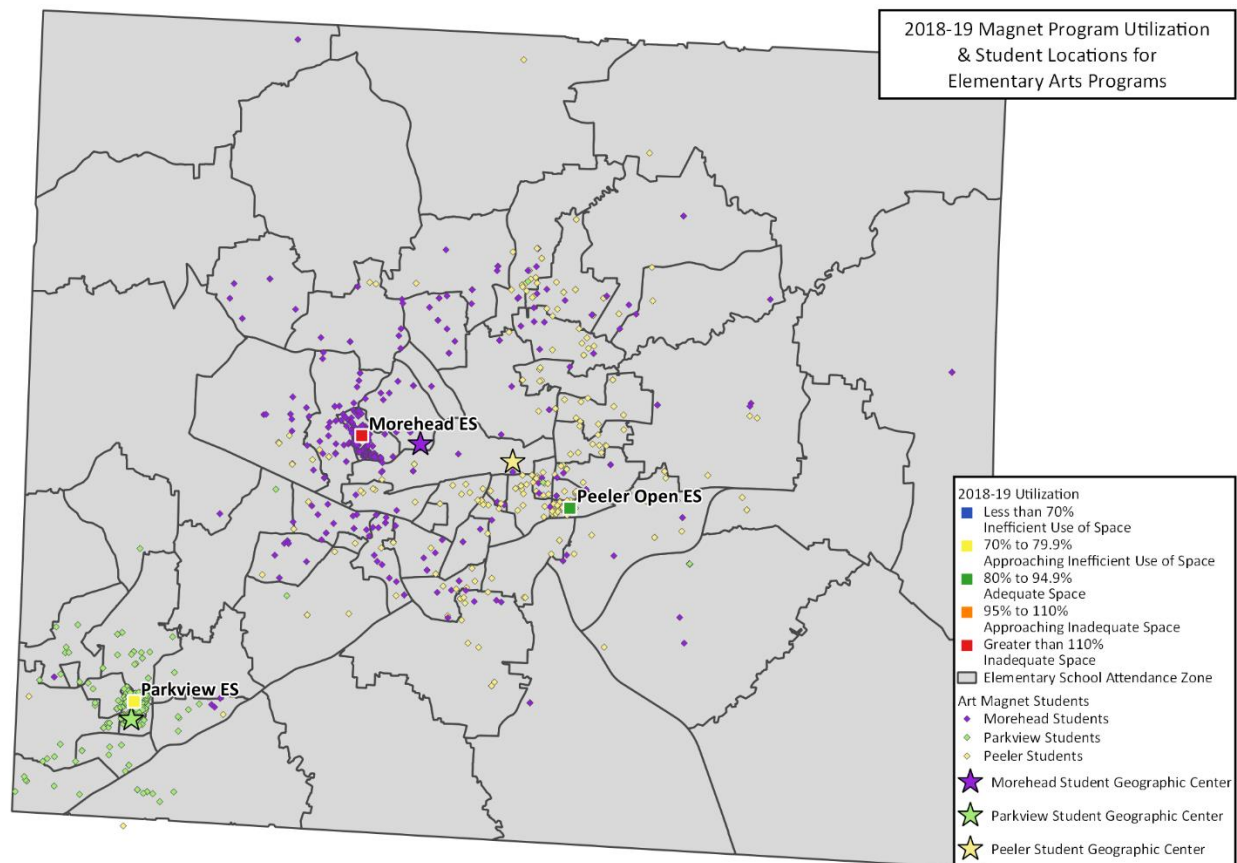 2018-19 Magnet Program Utilization
& Student Locations for
Elementary Arts Programs
Morehead ES
Peeler Open ES
Parkview ES
2018-19 Utilization
Less than 70%
Inefficient Use of Space
70% to 79.9%
Approaching Inefficient Use of Space
80% to 94.9%
Adequate Space
95% to 110%
Approaching Inadequate Space
Greater than 110%
Inadequate Space
Elementary School Attendance Zone
Art Magnet Students
Morehead Students
Parkview Students
Peeler Students
Morehead Student Geographic Center
Parkview Student Geographic Center
Peeler Student Geographic Center